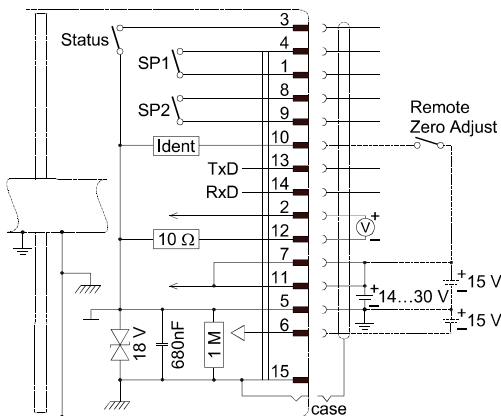 3
Status
4
SP1
1
8
SP2
9
Remote
Zero Adjust
Ident
10
TxD
13
RxD
14
2
+
V
−
10 Ω
12
7
11
+
−
14...30 V
+
−
15 V
5
+
−
15 V
18 V
680nF
1 M
6
15
case